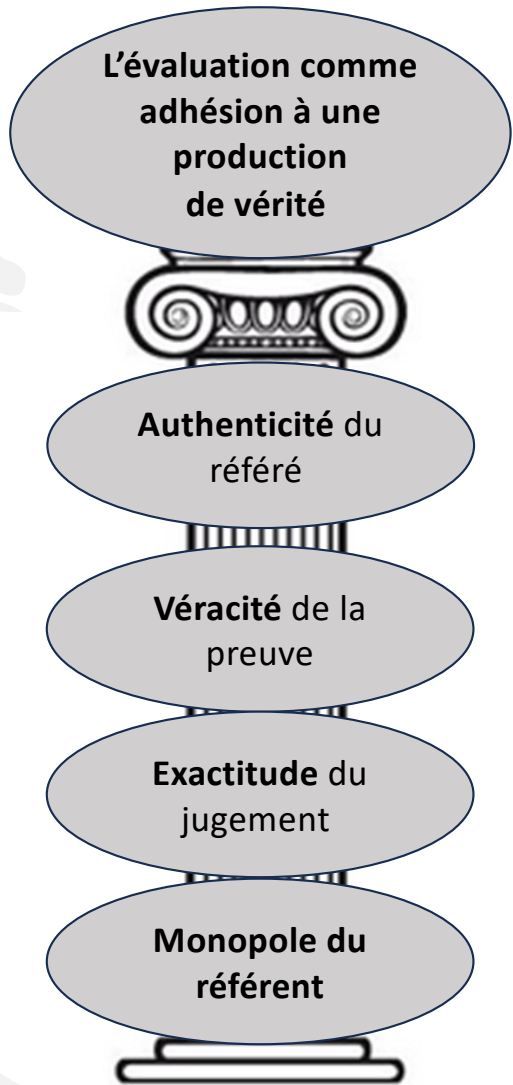 L’évaluation comme
adhésion à une
production
de vérité
Authenticité du
référé
Véracité de la
preuve
Exactitude du
jugement
Monopole du
référent